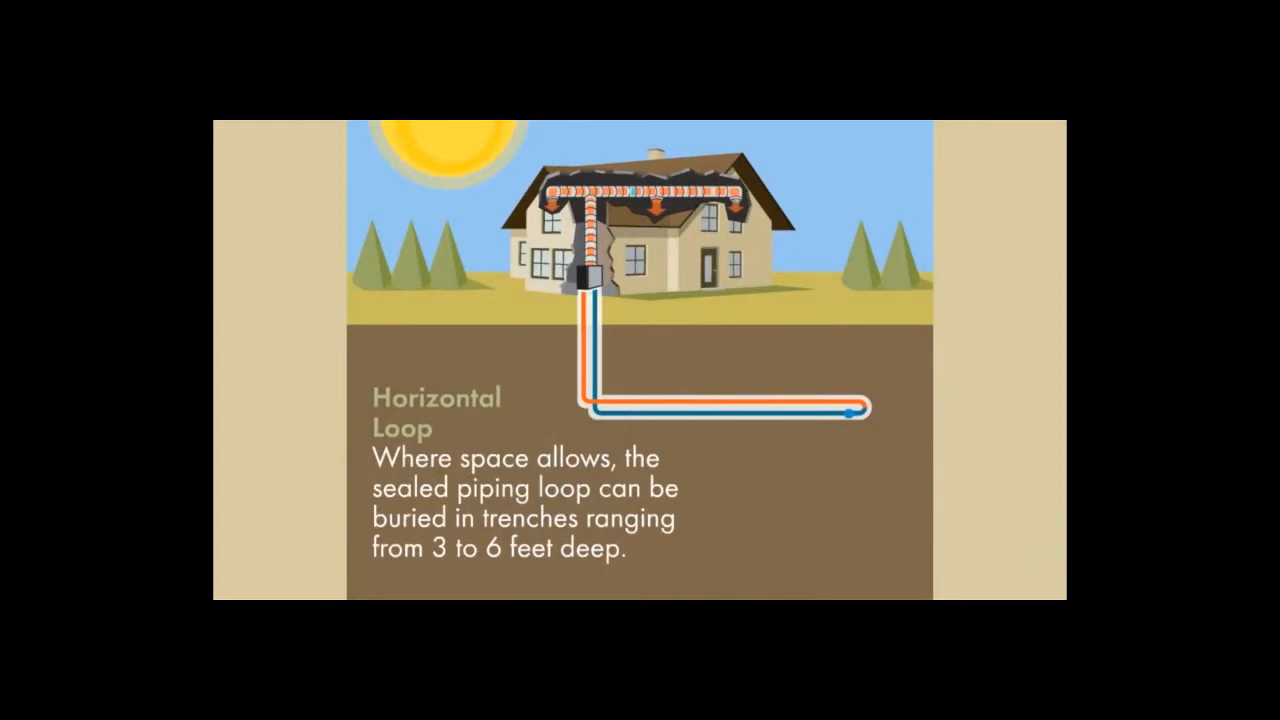 Horizontal
Loop
Where space allows, the
sealed piping loop can be
buried in trenches ranging
from 3 to 6 feet deep.